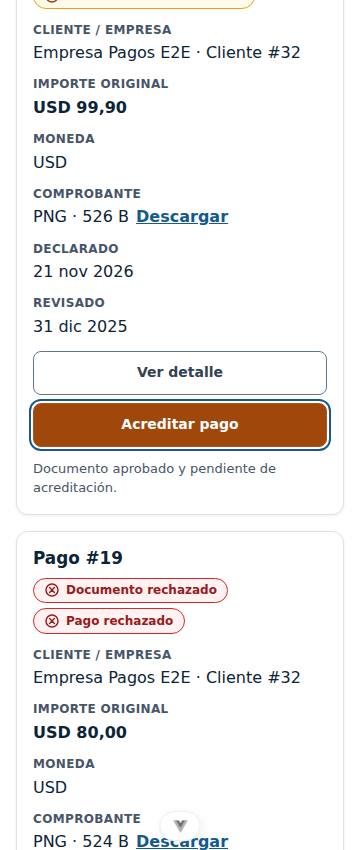 CLIENTE / EMPRESA
Empresa Pagos E2E · Cliente #32
IMPORTE ORIGINAL
USD 99,90
MONEDA
USD
COMPROBANTE
PNG · 526 B Descargar
DECLARADO
21 nov 2026
REVISADO
31 dic 2025
Ver detalle
Acreditar pago
Documento aprobado y pendiente de
acreditación.
Pago #19
Documento rechazado
Pago rechazado
CLIENTE / EMPRESA
Empresa Pagos E2E · Cliente #32
IMPORTE ORIGINAL
USD 80,00
MONEDA
USD
COMPROBANTE
PNG · 524 B Descargar